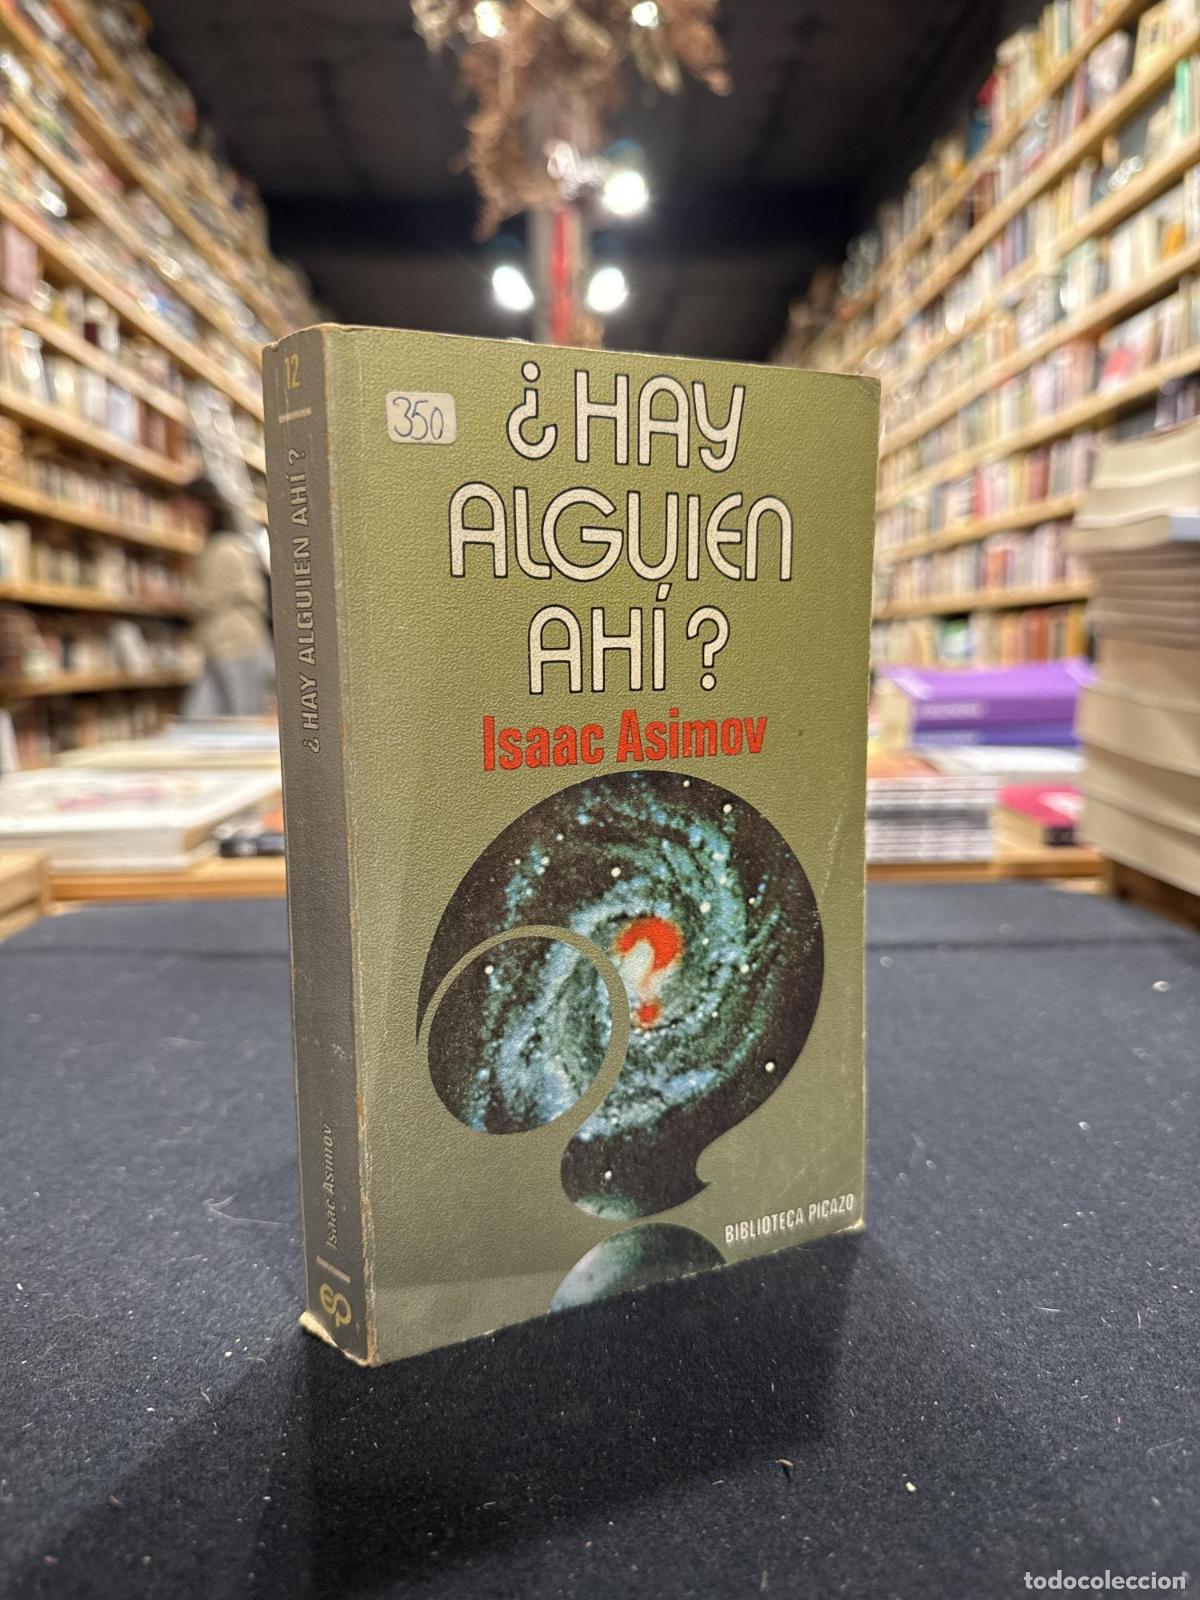 350
¿HAY
ALGUIEN
AHÍ?
Isaac Asimov
BIBLIOTECA PICAZO
12
¿HAY ALGUIEN AHÍ?
Isaac Asimov
todocoleccion